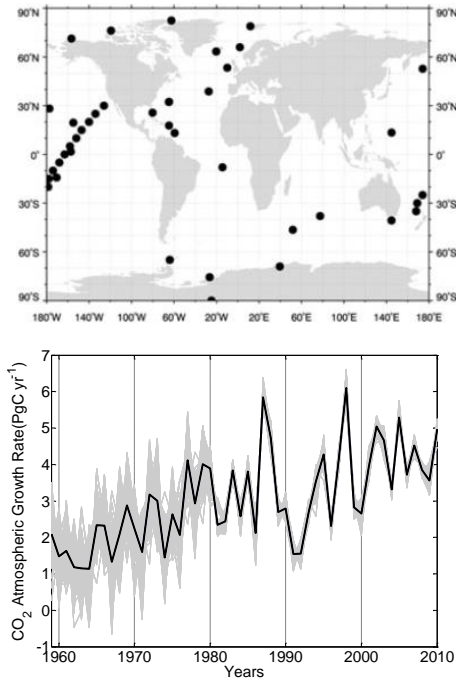 90˚N
90˚N
60˚N
60˚N
30˚N
30˚N
0˚
0˚
30˚S
30˚S
60˚S
60˚S
90˚S
90˚S
180˚W 140˚W 100˚W 60˚W 20˚W 20˚E 60˚E 100˚E 140˚E 180˚E
CO2 Atmospheric Growth Rate(PgC yr-1)
7
6
5
4
3
2
1
0
-1
1960 1970 1980 1990 2000 2010
Years